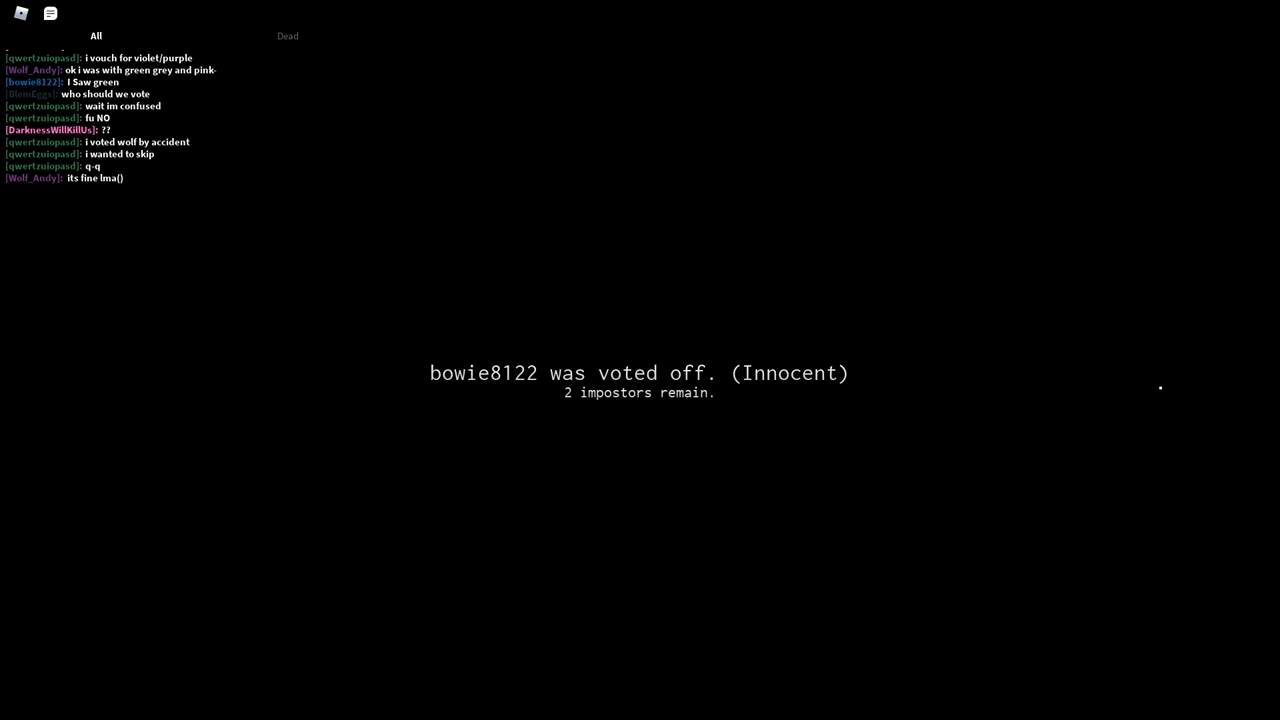 All
Dead
[qwertzuiopasd]: i vouch for violet/purple
[Wolf_Andy]: ok i was with green grey and pink-
[bowie8122]: I Saw green
[BlemEggs]: who should we vote
[qwertzuiopasd]: wait im confused
[qwertzuiopasd]: fu NO
[DarknessWillKillUs]: ??
[qwertzuiopasd]: i voted wolf by accident
[qwertzuiopasd]: i wanted to skip
[qwertzuiopasd]: q-q
[Wolf_Andy]: its fine lma()
bowie8122 was voted off. (Innocent)
2 impostors remain.